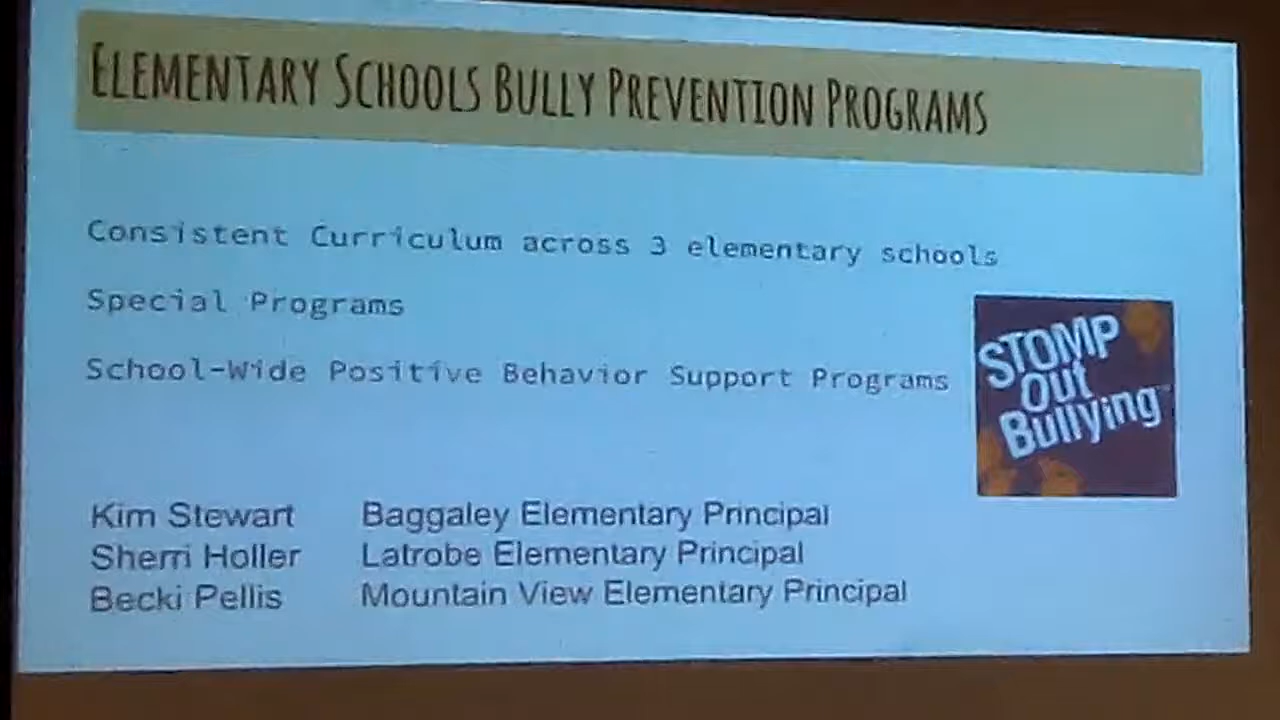 ELEMENTARY SCHOOLS BULLY PREVENTION PROGRAMS
Consistent Curriculum across 3 elementary schools
Special Programs
School-Wide Positive Behavior Support Programs
STOMP
Out
Bullying™
Kim Stewart Baggaley Elementary Principal
Sherri Holler Latrobe Elementary Principal
Becki Pellis Mountain View Elementary Principal